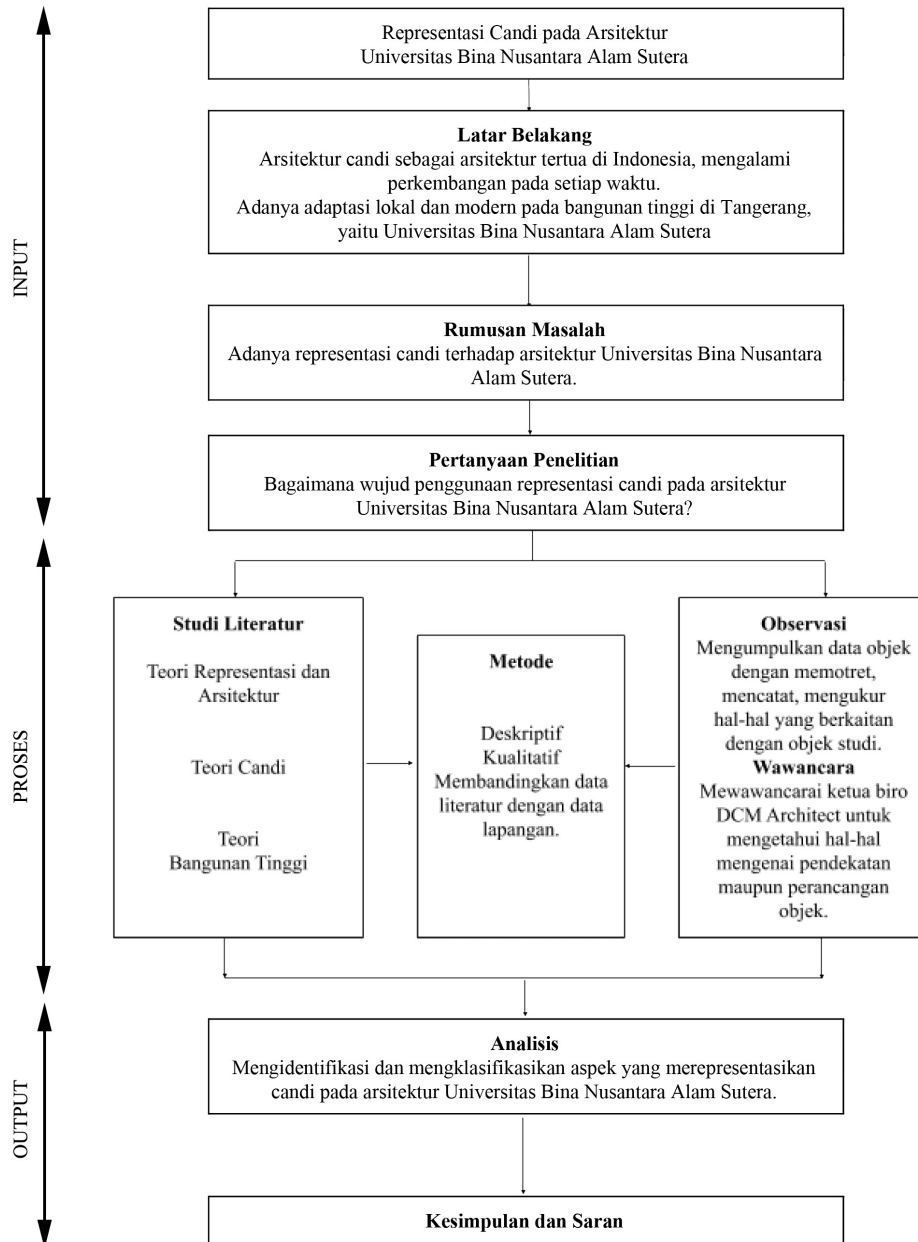 Representasi Candi pada Arsitektur
Universitas Bina Nusantara Alam Sutera
Latar Belakang
Arsitektur candi sebagai arsitektur tertua di Indonesia, mengalami
perkembangan pada setiap waktu.
Adanya adaptasi lokal dan modern pada bangunan tinggi di Tangerang,
yaitu Universitas Bina Nusantara Alam Sutera
INPUT
Rumusan Masalah
Adanya representasi candi terhadap arsitektur Universitas Bina Nusantara
Alam Sutera.
Pertanyaan Penelitian
Bagaimana wujud penggunaan representasi candi pada arsitektur
Universitas Bina Nusantara Alam Sutera?
PROSES
Studi Literatur
Teori Representasi dan
Arsitektur
Teori Candi
Teori
Bangunan Tinggi
Metode
Deskriptif
Kualitatif
Membandingkan data
literatur dengan data
lapangan.
Observasi
Mengumpulkan data objek
dengan memotret,
mencatat, mengukur
hal-hal yang berkaitan
dengan objek studi.
Wawancara
Mewawancarai ketua biro
DCM Architect untuk
mengetahui hal-hal
mengenai pendekatan
maupun perancangan
objek.
OUTPUT
Analisis
Mengidentifikasi dan mengklasifikasikan aspek yang merepresentasikan
candi pada arsitektur Universitas Bina Nusantara Alam Sutera.
Kesimpulan dan Saran